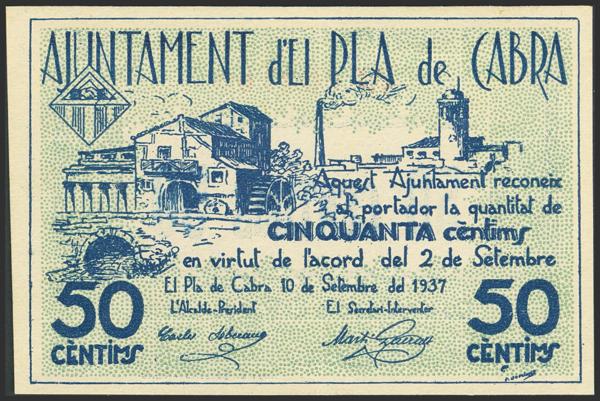 AJUNTAMENT d'El PLA de CABRA
Aquest Ajuntament reconeix
al portador la quantitat de
CINQUANTA cèntims
en virtut de l'acord del 2 de Setembre
El Pla de Cabra 10 de Setembre del 1937
L'Alcalde-President El Secretari-Interventor
50 CÈNTIMS
50 CÈNTIMS